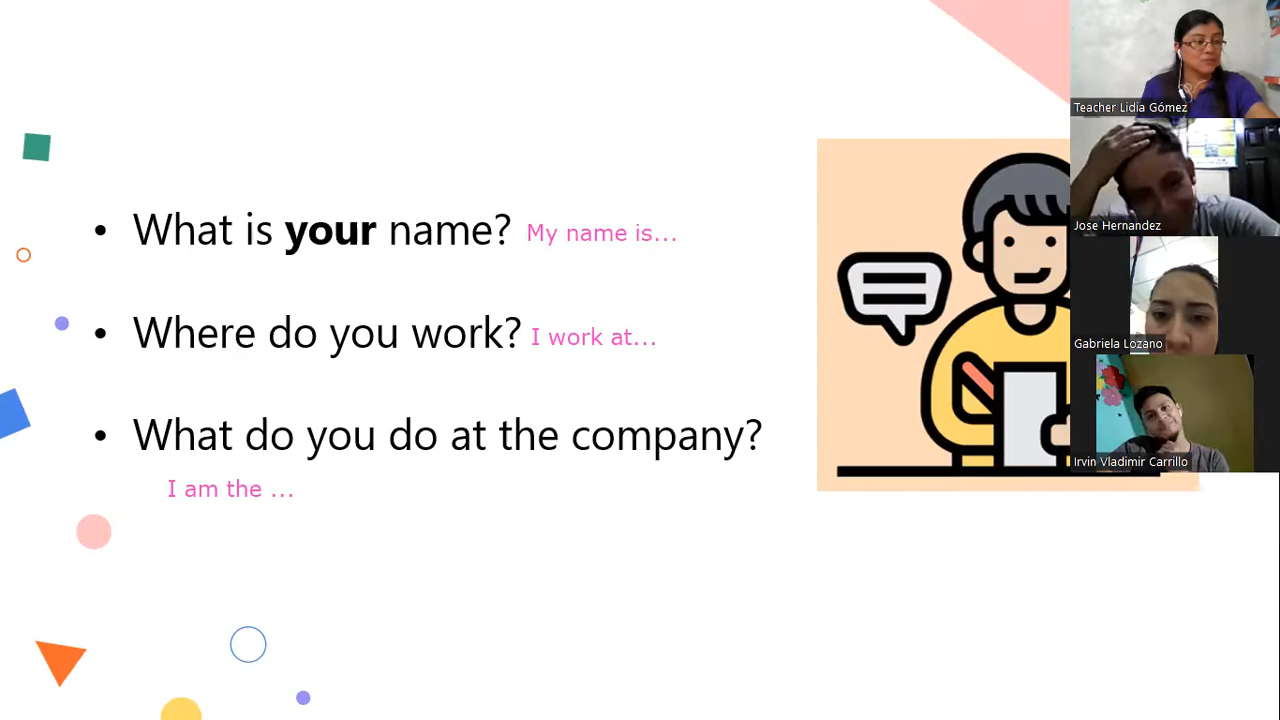 • What is your name? My name is...
• Where do you work? I work at...
• What do you do at the company?
I am the ...
Teacher Lidia Gómez
Jose Hernandez
Gabriela Lozano
Irvin Vladimir Carrillo